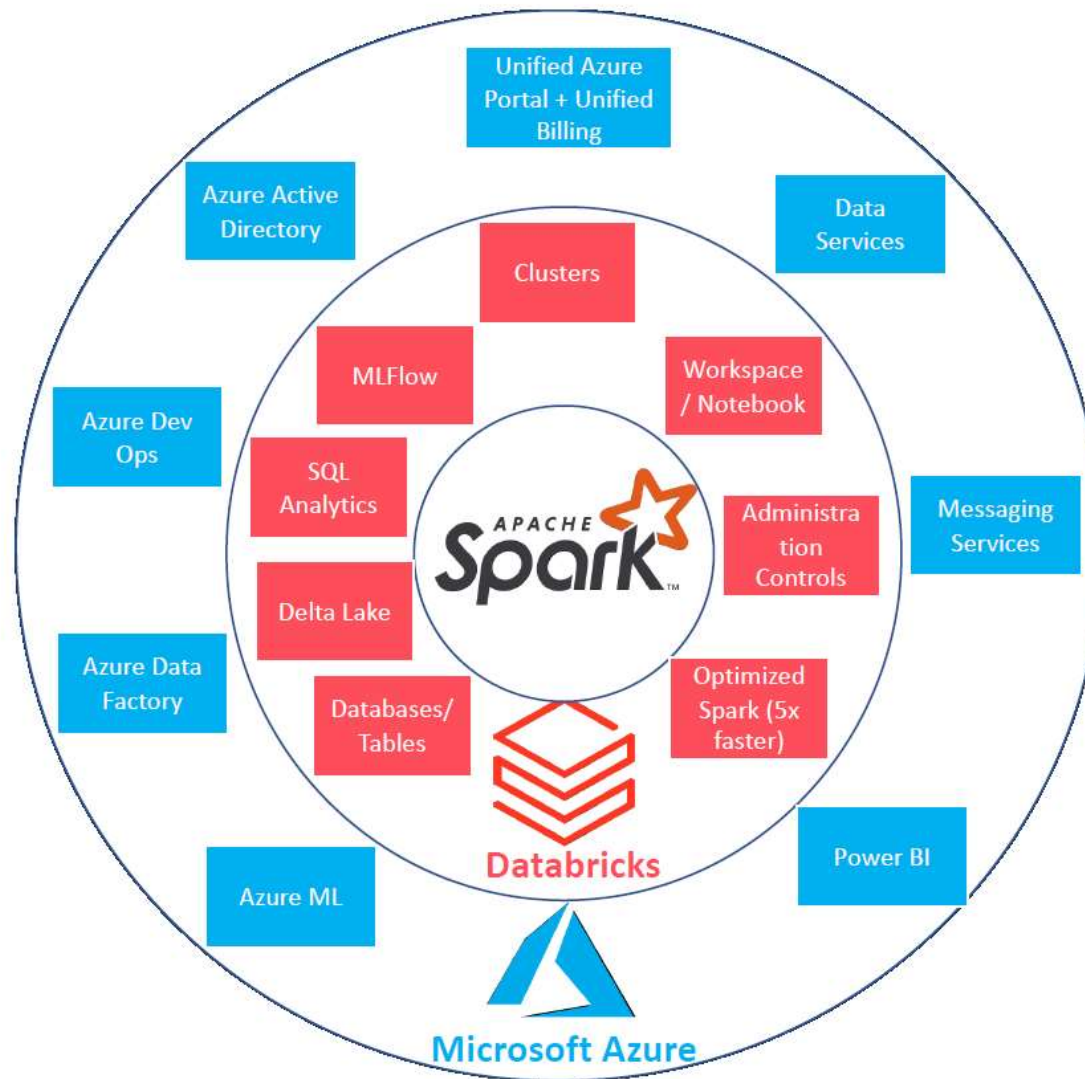 Unified Azure
Portal + Unified
Billing
Azure Active
Directory
Data
Services
Clusters
MLFlow
Workspace
/ Notebook
Azure Dev
Ops
SQL
Analytics
APACHE
Spark
TM
Administra
tion
Controls
Messaging
Services
Delta Lake
Azure Data
Factory
Databases/
Tables
Optimized
Spark (5x
faster)
Databricks
Azure ML
Power BI
Microsoft Azure